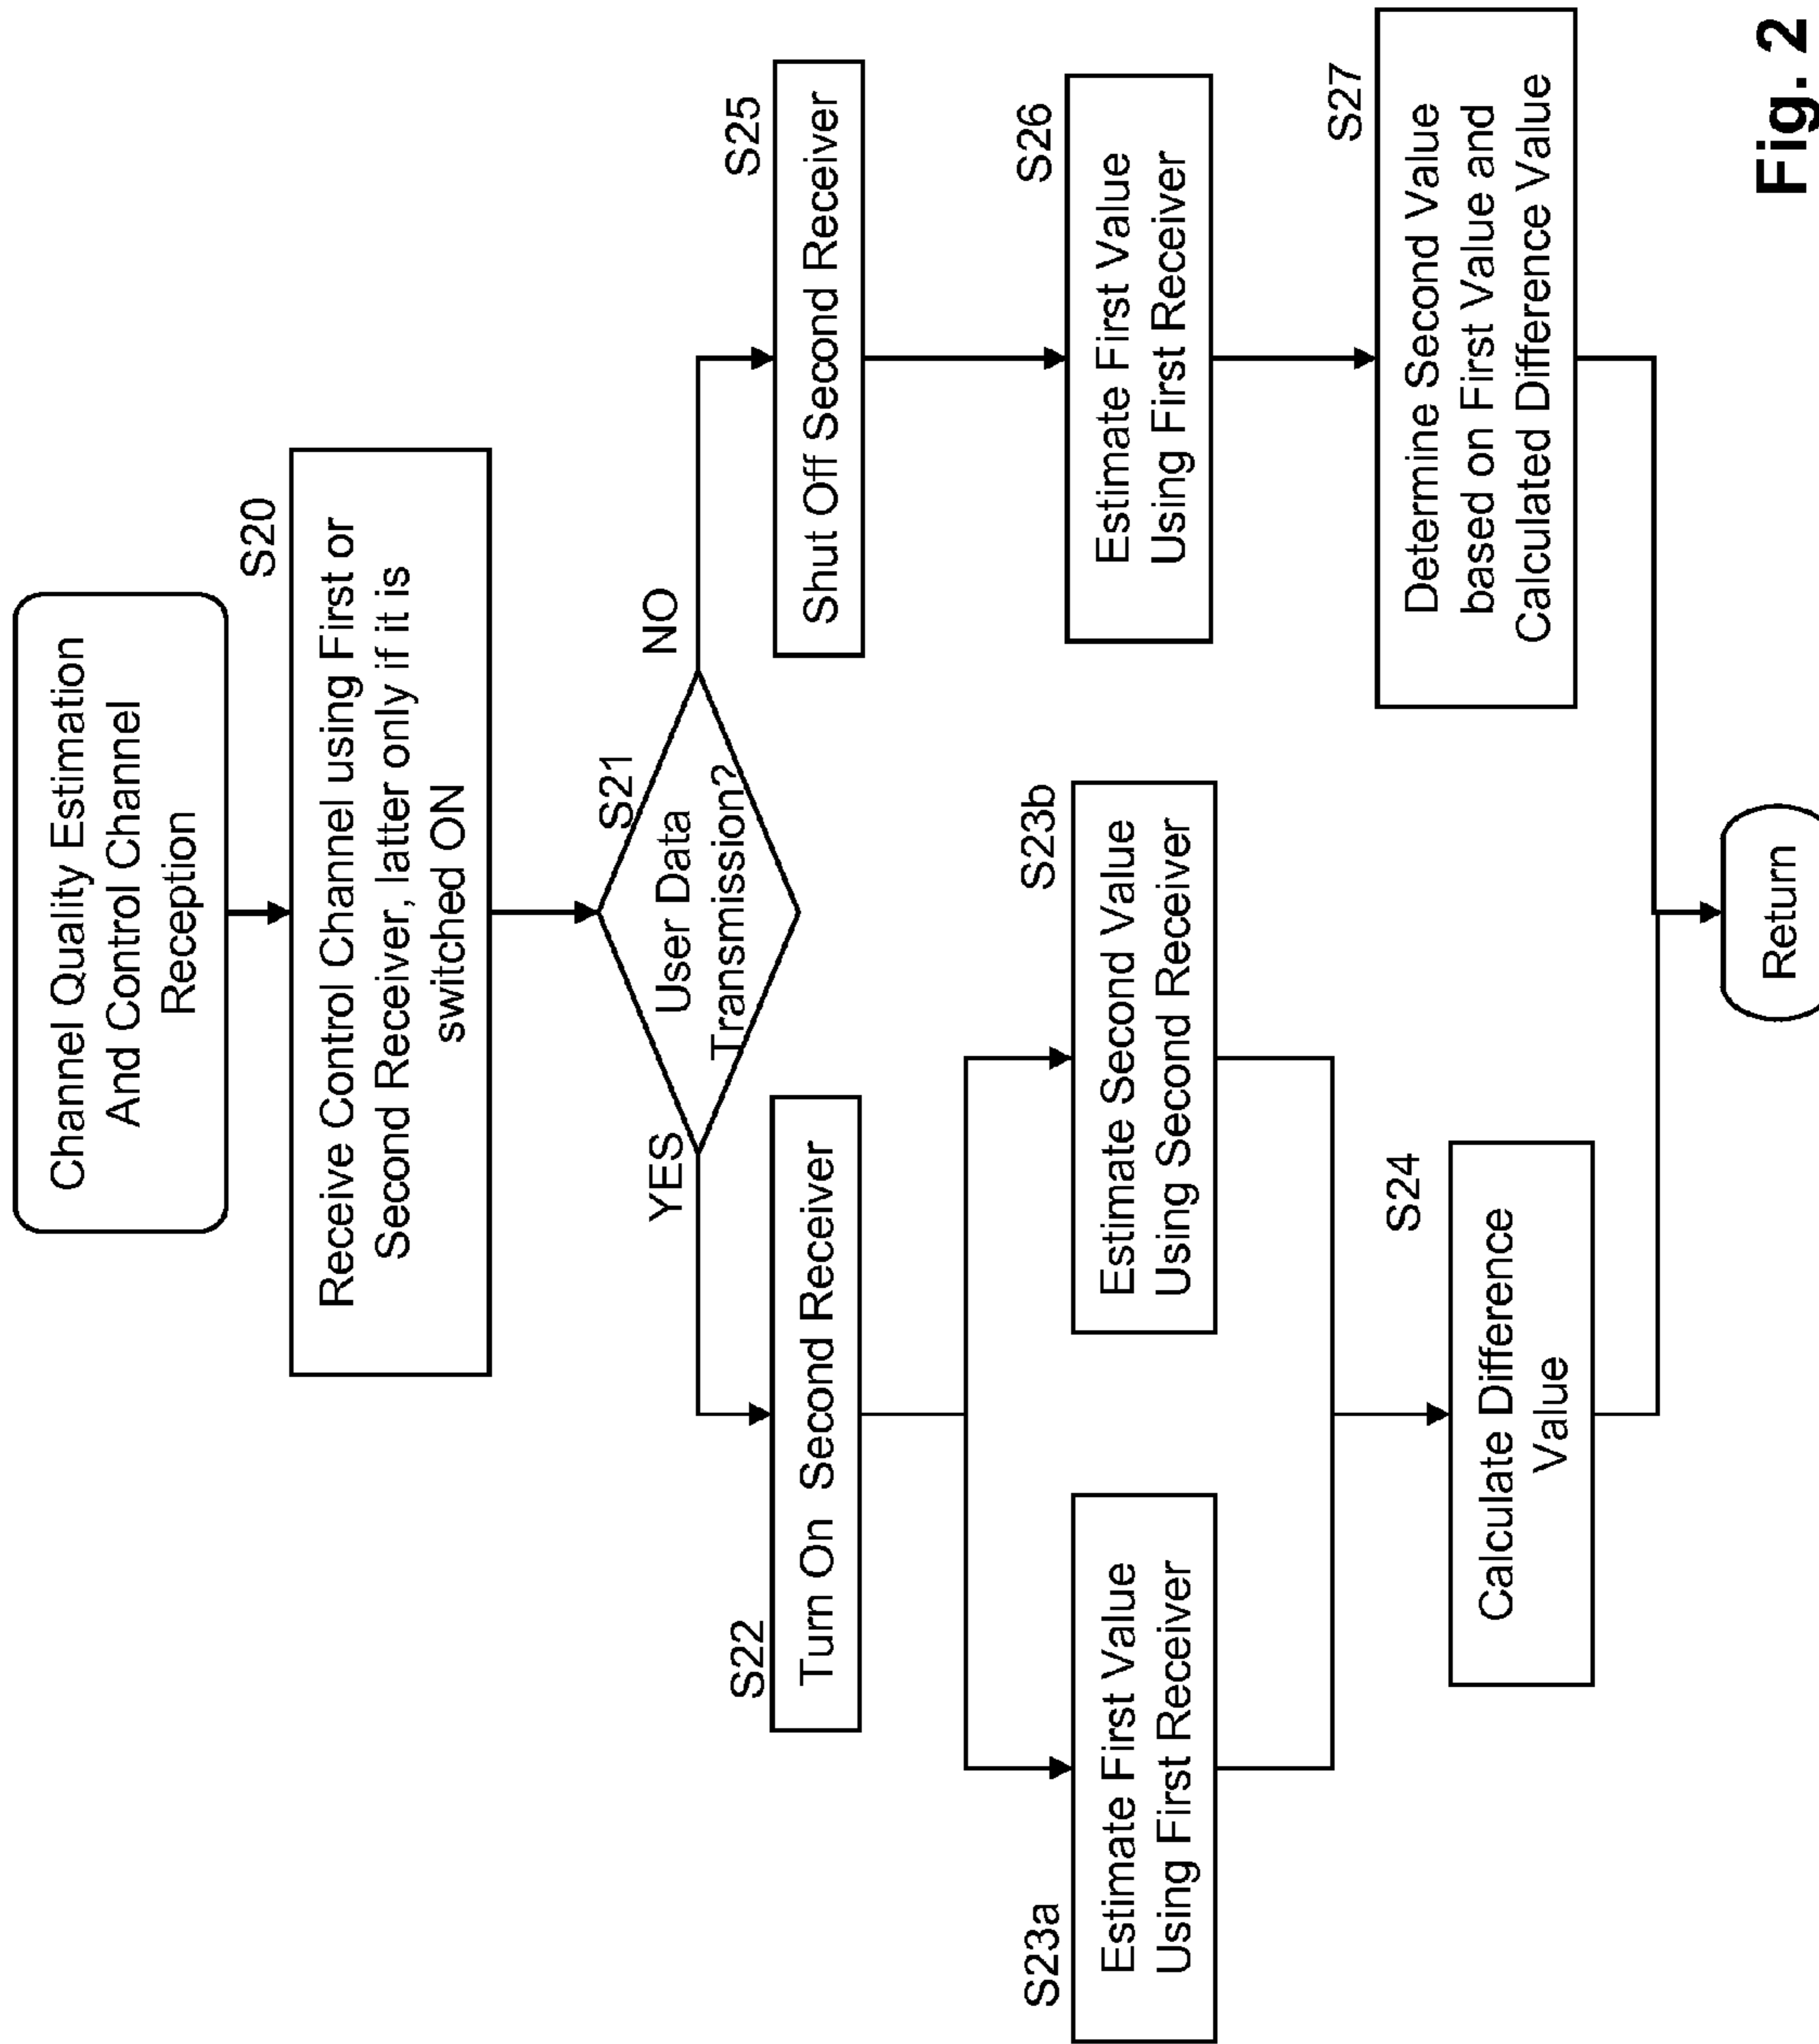 Channel Quality Estimation
And Control Channel
Reception
S20
Receive Control Channel using First or
Second Receiver, latter only if it is
switched ON
S21
User Data
Transmission?
YES
NO
S22
Turn On Second Receiver
S25
Shut Off Second Receiver
S23a
Estimate First Value
Using First Receiver
S23b
Estimate Second Value
Using Second Receiver
S26
Estimate First Value
Using First Receiver
S24
Calculate Difference
Value
S27
Determine Second Value
based on First Value and
Calculated Difference Value
Return
Fig. 2